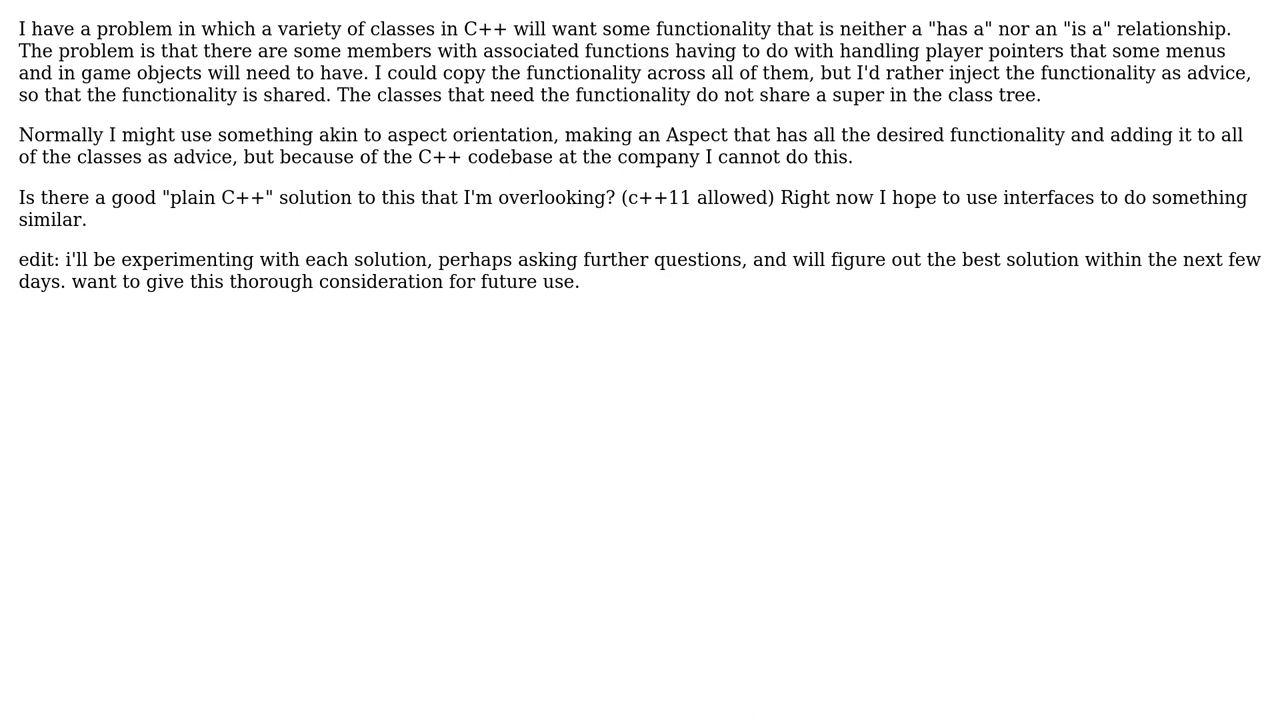 I have a problem in which a variety of classes in C++ will want some functionality that is neither a "has a" nor an "is a" relationship.
The problem is that there are some members with associated functions having to do with handling player pointers that some menus
and in game objects will need to have. I could copy the functionality across all of them, but I'd rather inject the functionality as advice,
so that the functionality is shared. The classes that need the functionality do not share a super in the class tree.
Normally I might use something akin to aspect orientation, making an Aspect that has all the desired functionality and adding it to all
of the classes as advice, but because of the C++ codebase at the company I cannot do this.
Is there a good "plain C++" solution to this that I'm overlooking? (c++11 allowed) Right now I hope to use interfaces to do something
similar.
edit: i'll be experimenting with each solution, perhaps asking further questions, and will figure out the best solution within the next few
days. want to give this thorough consideration for future use.